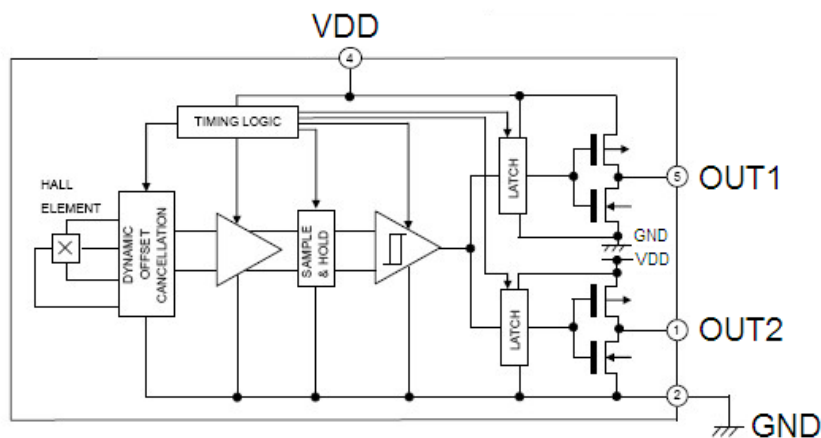 VDD
4
TIMING LOGIC
HALL
ELEMENT
DYNAMIC
OFFSET
CANCELLATION
SAMPLE
& HOLD
LATCH
5
OUT1
GND
VDD
LATCH
1
OUT2
2
GND